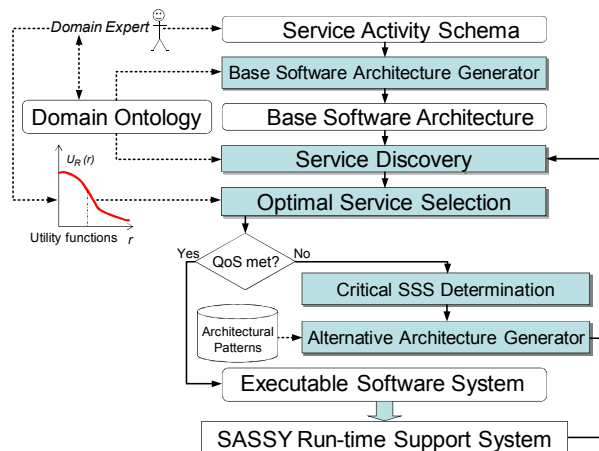 Domain Expert
Service Activity Schema
Base Software Architecture Generator
Domain Ontology
Base Software Architecture
Service Discovery
U_R (r)
Optimal Service Selection
Utility functions r
Yes
QoS met?
No
Critical SSS Determination
Architectural
Patterns
Alternative Architecture Generator
Executable Software System
SASSY Run-time Support System